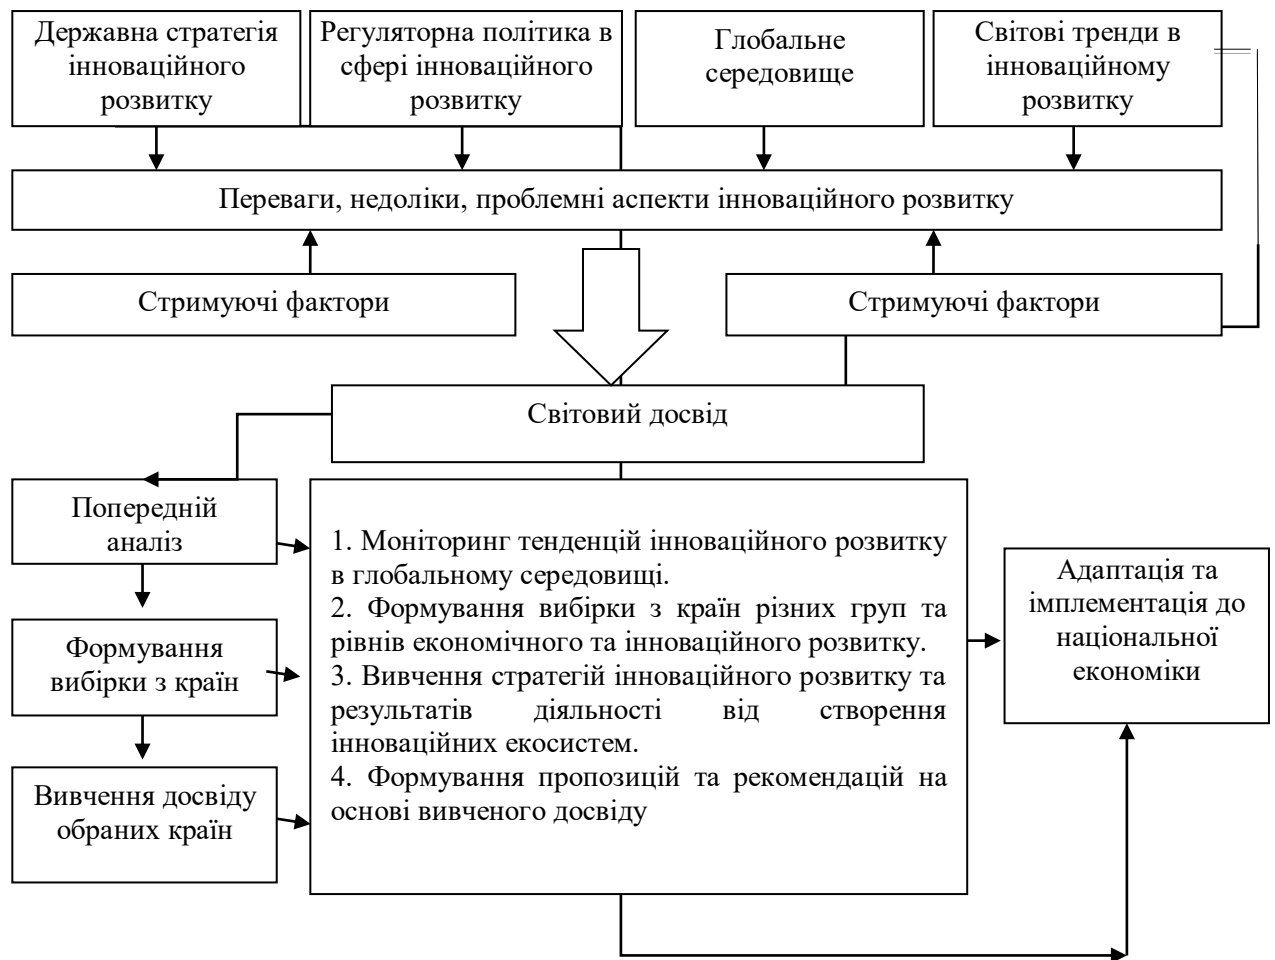 Державна стратегія
інноваційного
розвитку
Регуляторна політика в
сфері інноваційного
розвитку
Глобальне
середовище
Світові тренди в
інноваційному
розвитку
Переваги, недоліки, проблемні аспекти інноваційного розвитку
Стримуючі фактори
Стримуючі фактори
Світовий досвід
Попередній
аналіз
Формування
вибірки з країн
Вивчення досвіду
обраних країн
1. Моніторинг тенденцій інноваційного розвитку
в глобальному середовищі.
2. Формування вибірки з країн різних груп та
рівнів економічного та інноваційного розвитку.
3. Вивчення стратегій інноваційного розвитку та
результатів діяльності від створення
інноваційних екосистем.
4. Формування пропозицій та рекомендацій на
основі вивченого досвіду
Адаптація та
імплементація до
національної
економіки